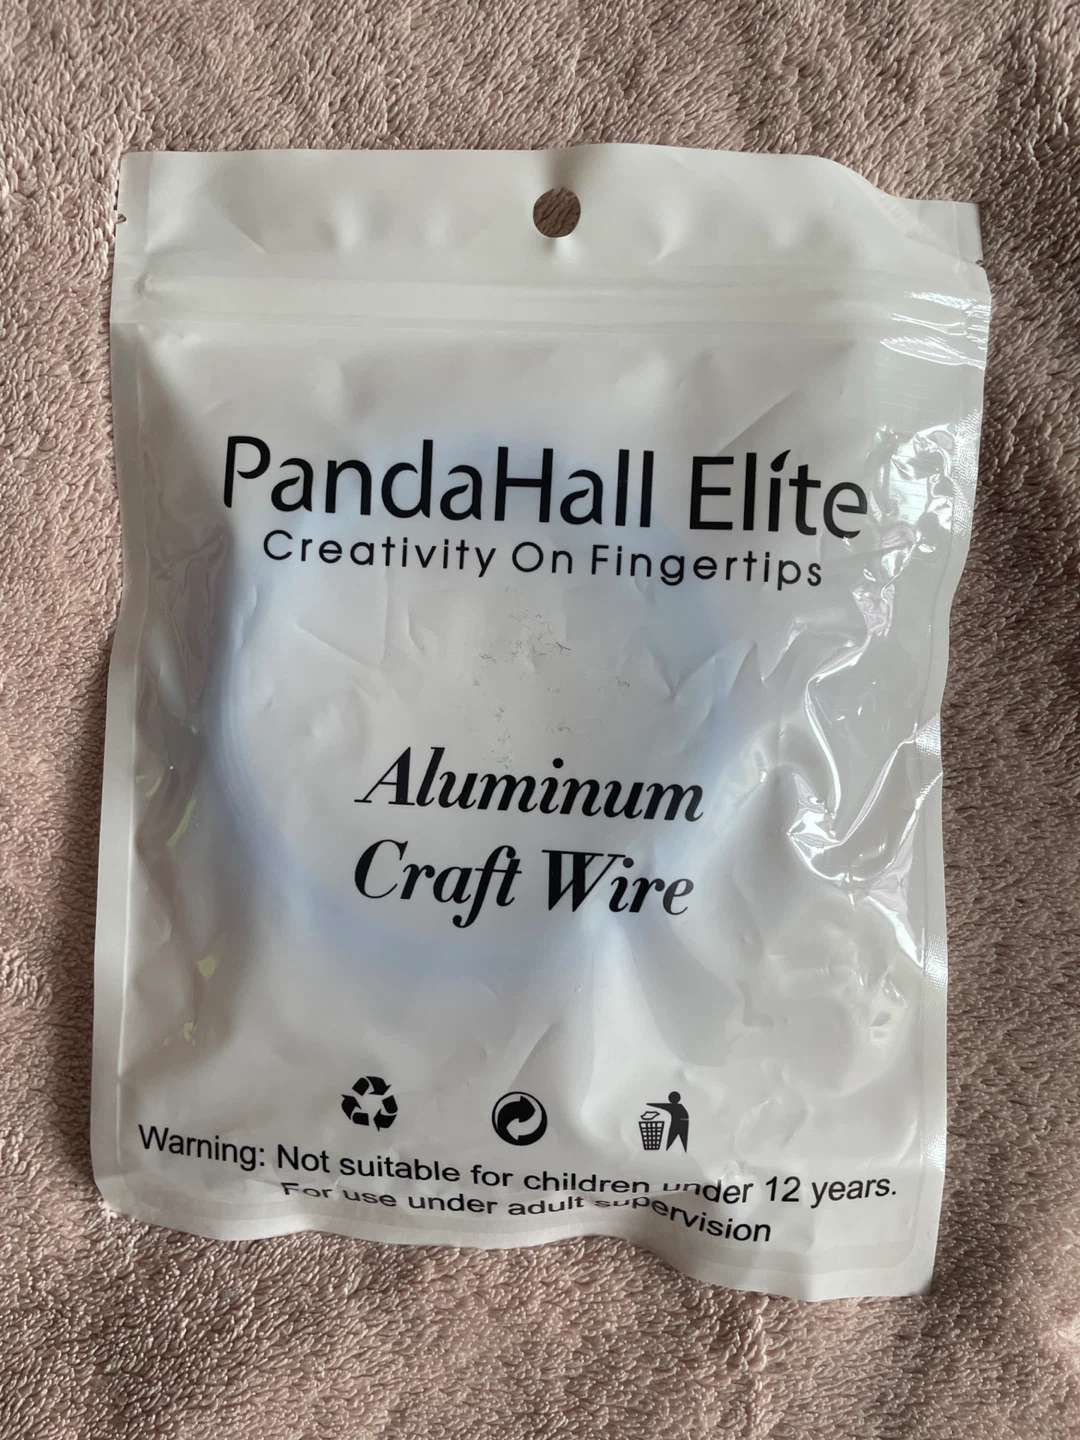 PandaHall Elite
Creativity On Fingertips
Aluminum
Craft Wire
Warning: Not suitable for children under 12 years.
For use under adult supervision